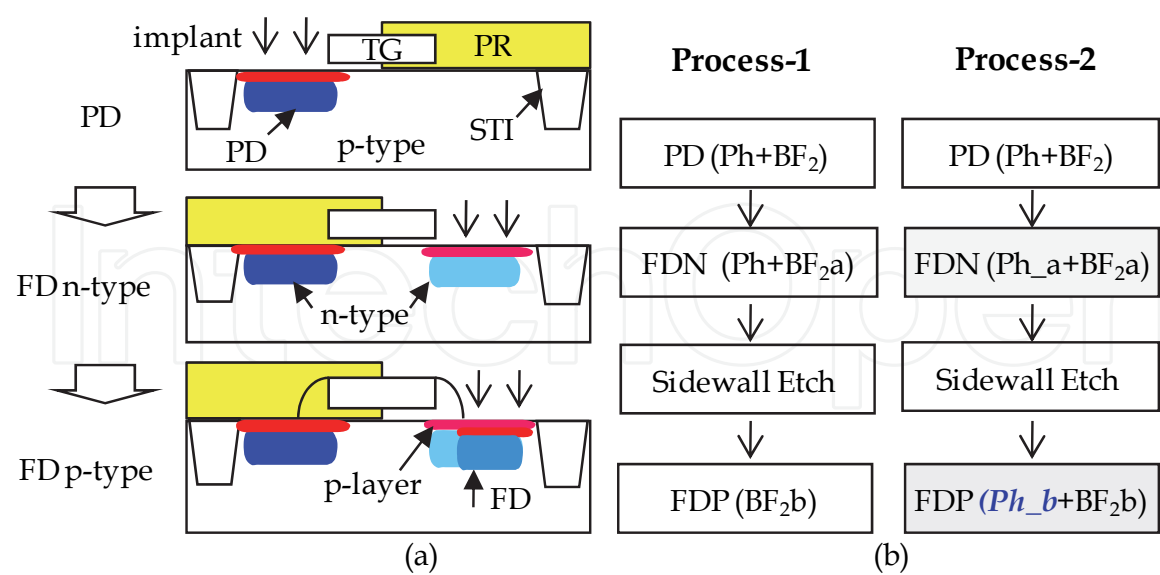 implant
TG
PR
PD
PD
p-type
STI
FD n-type
n-type
FD p-type
p-layer
FD
(a)
Process-1
Process-2
PD (Ph+BF₂)
PD (Ph+BF₂)
FDN (Ph+BF₂a)
FDN (Ph_a+BF₂a)
Sidewall Etch
Sidewall Etch
FDP (BF₂b)
FDP (Ph_b+BF₂b)
(b)
IntechOpen